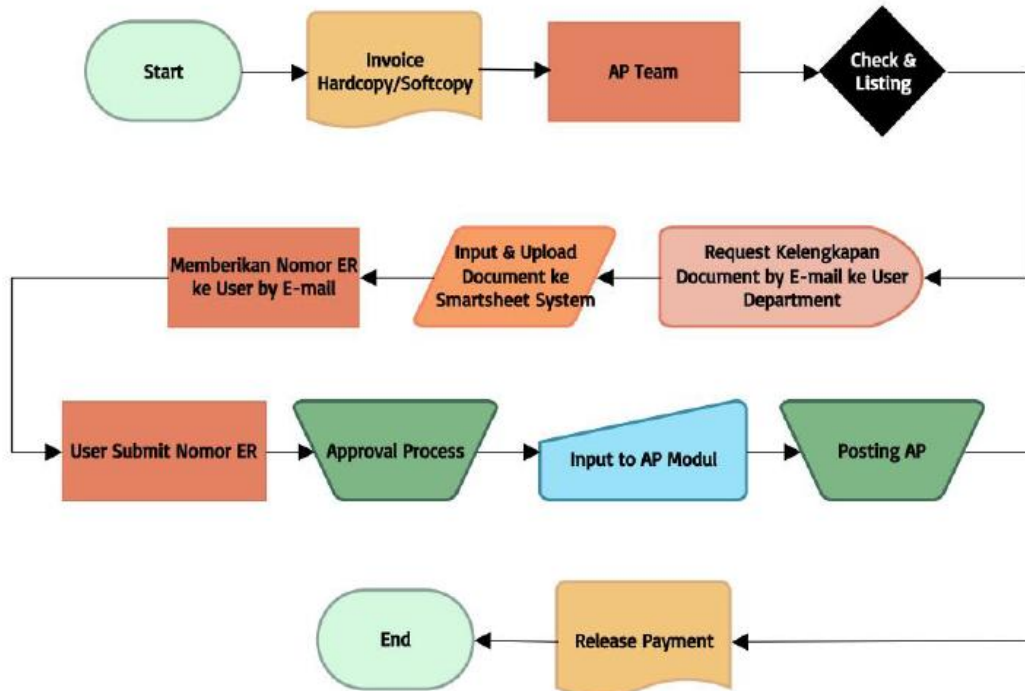 Start
Invoice
Hardcopy/Softcopy
AP Team
Check &
Listing
Request Kelengkapan
Document by E-mail ke User
Department
Input & Upload
Document ke
Smartsheet System
Memberikan Nomor ER
ke User by E-mail
User Submit Nomor ER
Approval Process
Input to AP Modul
Posting AP
Release Payment
End